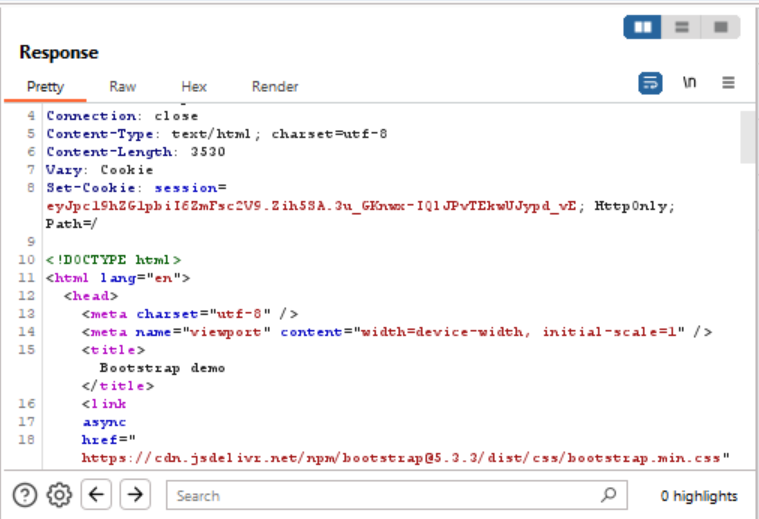 Response
Pretty Raw Hex Render \n
4 Connection: close
5 Content-Type: text/html; charset=utf-8
6 Content-Length: 3530
7 Vary: Cookie
8 Set-Cookie: session=
eyJpc19hZG1pbiI6ZmFsc2V9.Zih5SA.3u_GKnwx-IQ1JPvTEkwUJypd_vE; HttpOnly;
Path=/
9
10 <!DOCTYPE html>
11 <html lang="en">
12 <head>
13 <meta charset="utf-8" />
14 <meta name="viewport" content="width=device-width, initial-scale=1" />
15 <title>
Bootstrap demo
</title>
16 <link
17 async
18 href="
https://cdn.jsdelivr.net/npm/bootstrap@5.3.3/dist/css/bootstrap.min.css"
Search 0 highlights